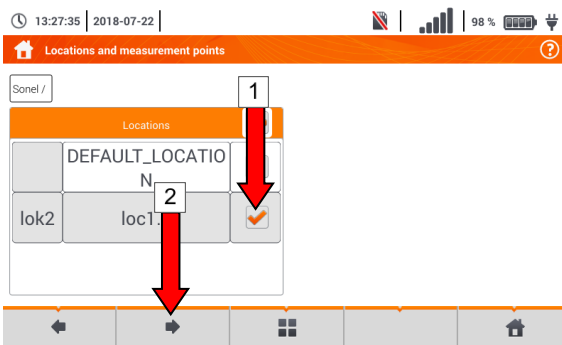 13:27:35 2018-07-22 98 %
Locations and measurement points
Sonel /
1
Locations
DEFAULT_LOCATIO
N
2
lok2 loc1.